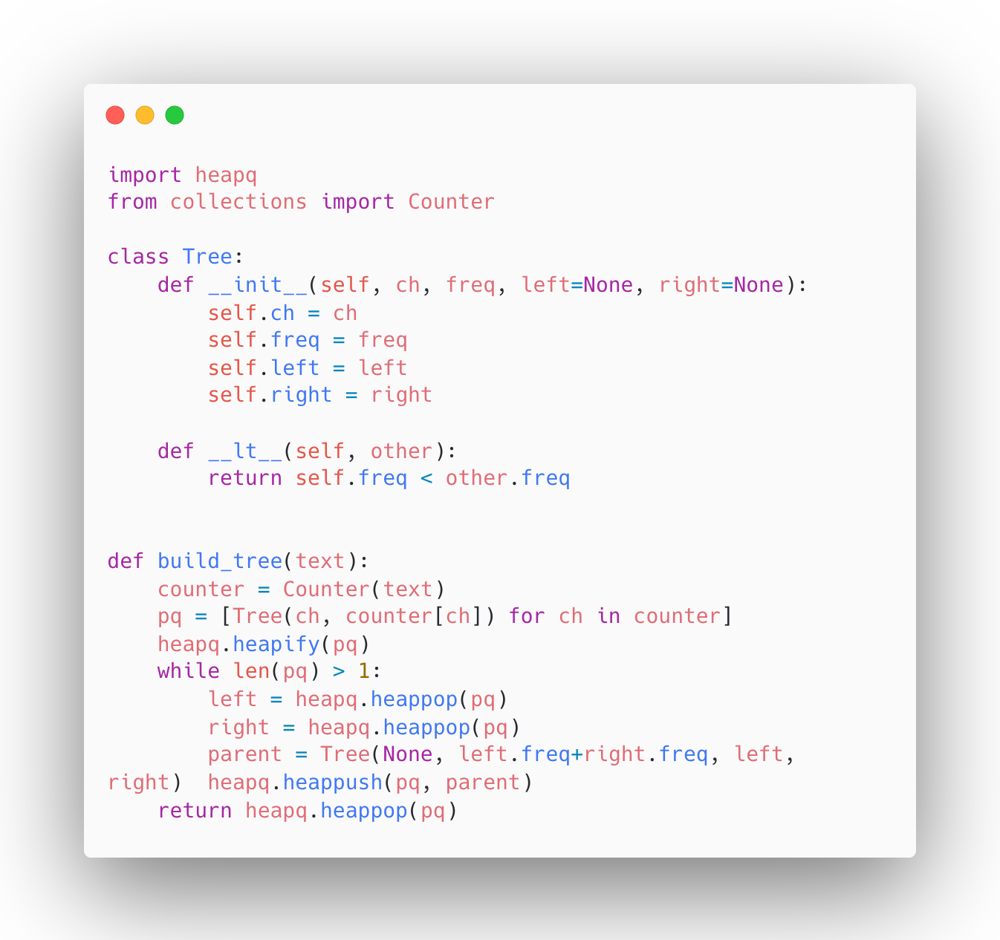 import heapq
from collections import Counter

class Tree:
    def __init__(self, ch, freq, left=None, right=None):
        self.ch = ch
        self.freq = freq
        self.left = left
        self.right = right

    def __lt__(self, other):
        return self.freq < other.freq


def build_tree(text):
    counter = Counter(text)
    pq = [Tree(ch, counter[ch]) for ch in counter]
    heapq.heapify(pq)
    while len(pq) > 1:
        left = heapq.heappop(pq)
        right = heapq.heappop(pq)
        parent = Tree(None, left.freq+right.freq, left,
right)  heapq.heappush(pq, parent)
    return heapq.heappop(pq)